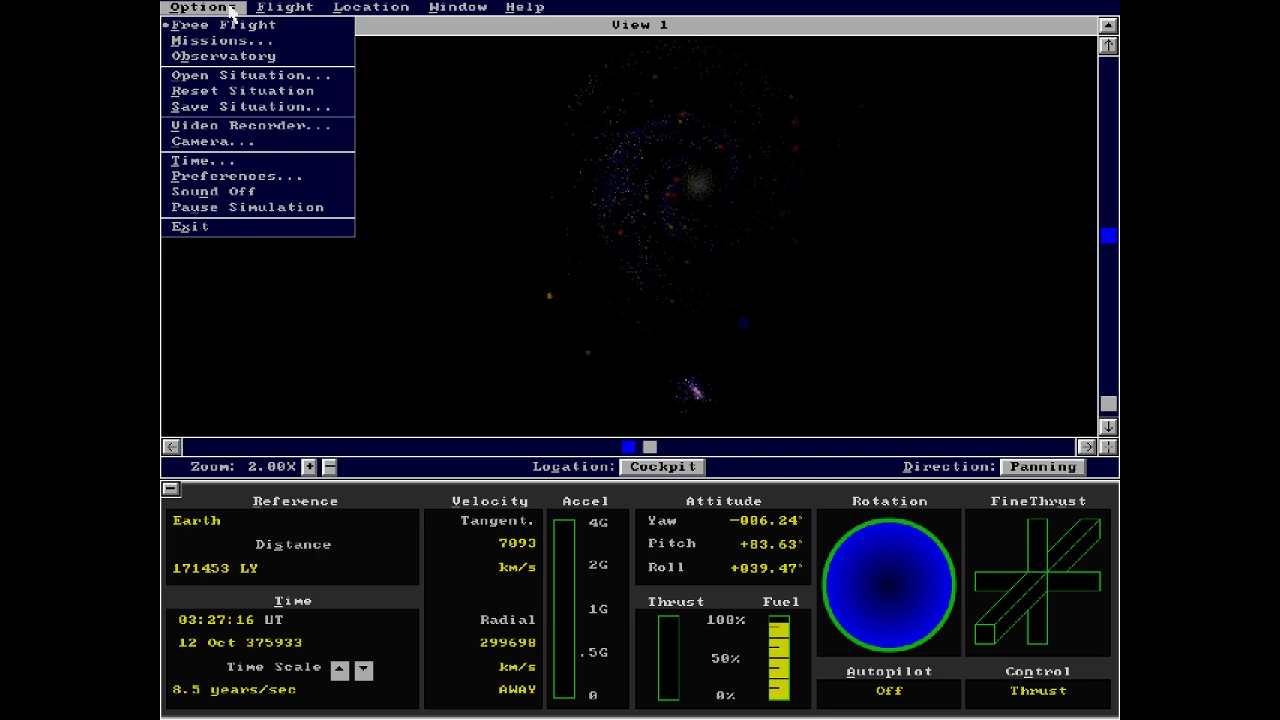 Options Flight Location Window Help
View 1
Free Flight
Missions...
Observatory
Open Situation...
Reset Situation
Save Situation...
Video Recorder...
Camera...
Time...
Preferences...
Sound Off
Pause Simulation
Exit
Zoom: 2.00X + - Location: Cockpit Direction: Panning
Reference
Earth
Distance
171453 LY
Time
03:27:16 UT
12 Oct 375933
Time Scale
8.5 years/sec
Velocity
Tangent.
7093
km/s
Radial
299698
km/s
AWAY
Accel
4G
2G
1G
.5G
0
Attitude
Yaw -006.24°
Pitch +83.63°
Roll +039.47°
Thrust Fuel
100%
50%
0%
Rotation
Autopilot
Off
FineThrust
Control
Thrust